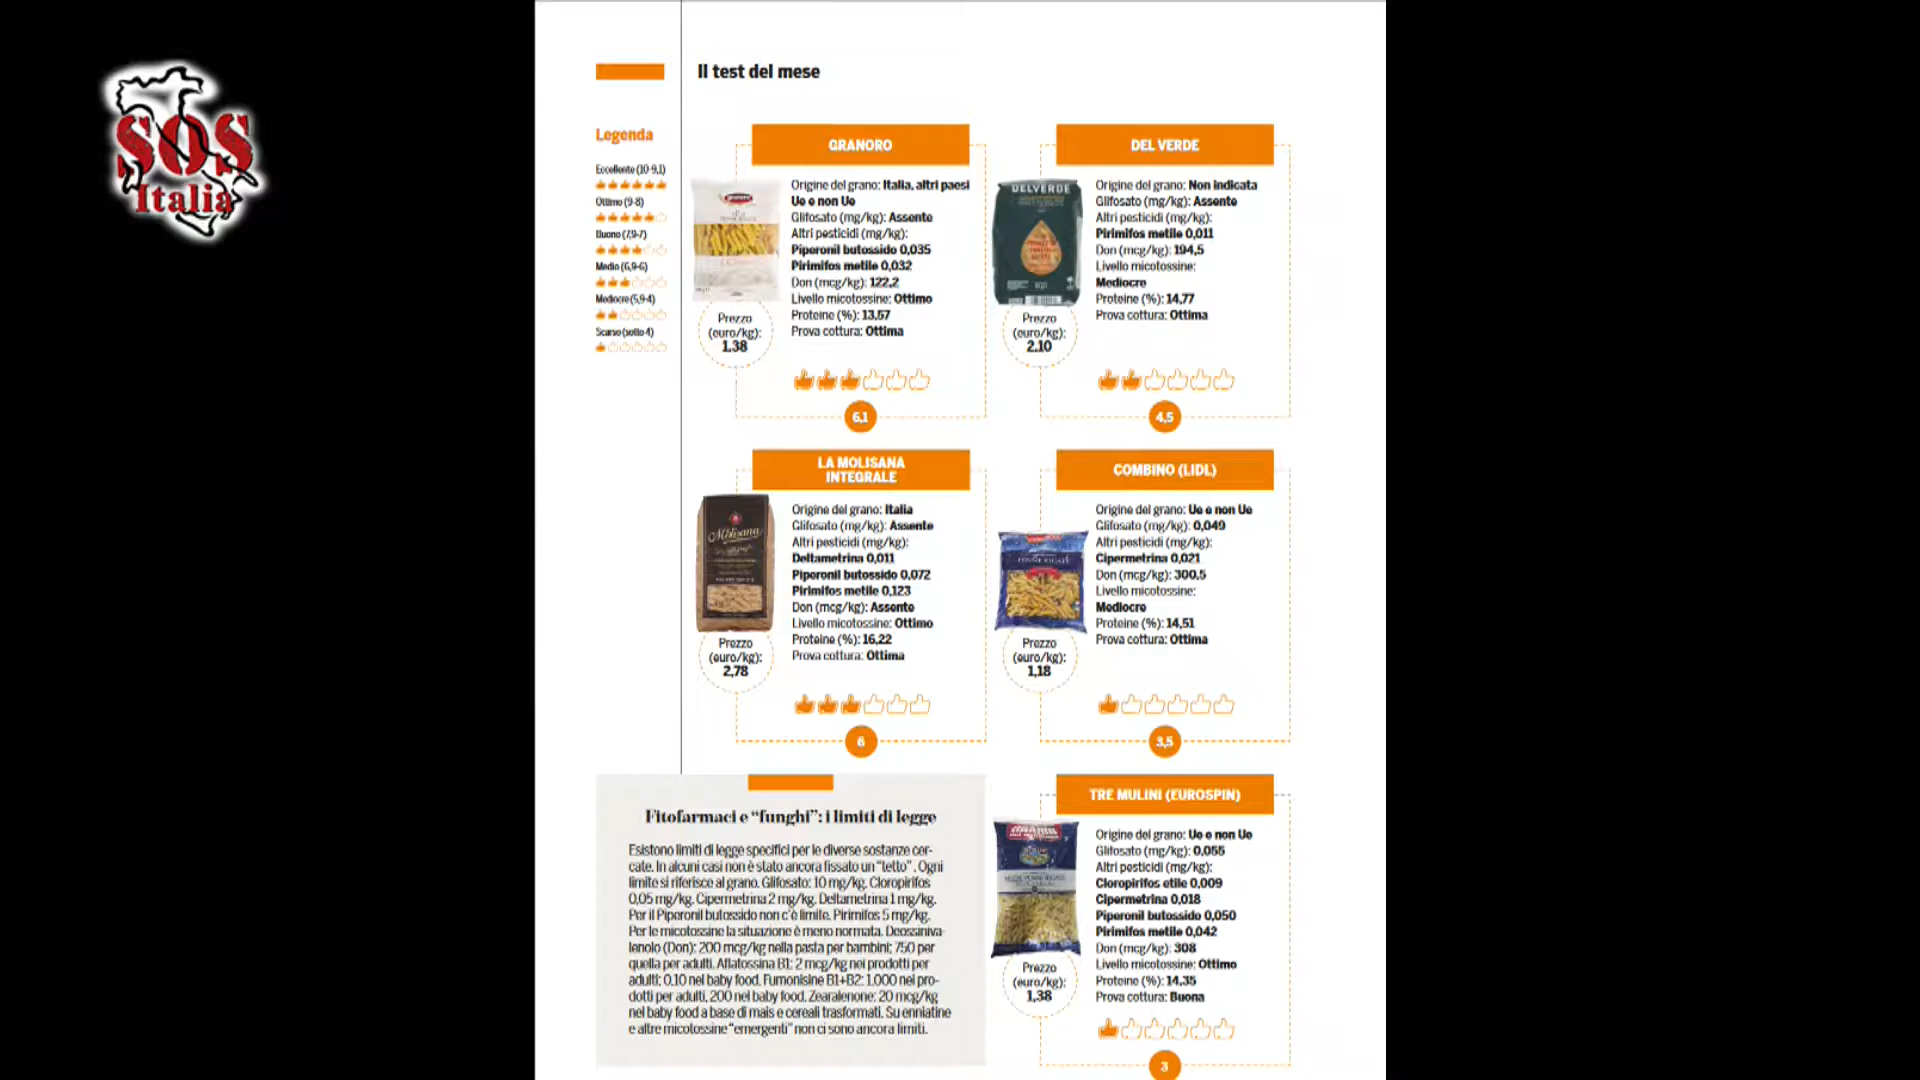 SOS
Italia
Il test del mese
Legenda
Eccellente (10-9,1)
Ottimo (9-8)
Buono (7,9-7)
Medio (6,9-6)
Mediocre (5,9-4)
Scarso (sotto 4)
GRANORO
Origine del grano: Italia, altri paesi
Ue e non Ue
Glifosato (mg/kg): Assente
Altri pesticidi (mg/kg):
Piperonil butossido 0,035
Pirimifos metile 0,032
Don (mcg/kg): 122,2
Livello micotossine: Ottimo
Proteine (%): 13,57
Prova cottura: Ottima
Prezzo
(euro/kg):
1,38
6,1
DEL VERDE
DELVERDE
Origine del grano: Non indicata
Glifosato (mg/kg): Assente
Altri pesticidi (mg/kg):
Pirimifos metile 0,011
Don (mcg/kg): 194,5
Livello micotossine:
Mediocre
Proteine (%): 14,77
Prova cottura: Ottima
Prezzo
(euro/kg):
2,10
4,5
LA MOLISANA
INTEGRALE
Molisana
Origine del grano: Italia
Glifosato (mg/kg): Assente
Altri pesticidi (mg/kg):
Deltametrina 0,011
Piperonil butossido 0,072
Pirimifos metile 0,123
Don (mcg/kg): Assente
Livello micotossine: Ottimo
Proteine (%): 16,22
Prova cottura: Ottima
Prezzo
(euro/kg):
2,78
6
COMBINO (LIDL)
PENNE RIGATE
Origine del grano: Ue e non Ue
Glifosato (mg/kg): 0,049
Altri pesticidi (mg/kg):
Cipermetrina 0,021
Don (mcg/kg): 300,5
Livello micotossine:
Mediocre
Proteine (%): 14,51
Prova cottura: Ottima
Prezzo
(euro/kg):
1,18
3,5
Fitofarmaci e “funghi”: i limiti di legge
Esistono limiti di legge specifici per le diverse sostanze cer-
cate. In alcuni casi non è stato ancora fissato un “tetto” . Ogni
limite si riferisce al grano. Glifosato: 10 mg/kg. Cloropirifos
0,05 mg/kg. Cipermetrina 2 mg/kg. Deltametrina 1 mg/kg.
Per il Piperonil butossido non c’è limite. Pirimifos 5 mg/kg.
Per le micotossine la situazione è meno normata. Deossiniva-
lenolo (Don): 200 mcg/kg nella pasta per bambini; 750 per
quella per adulti. Aflatossina B1: 2 mcg/kg nei prodotti per
adulti; 0,10 nel baby food. Fumonisine B1+B2: 1.000 nei pro-
dotti per adulti, 200 nel baby food. Zearalenone: 20 mcg/kg
nel baby food a base di mais e cereali trasformati. Su enniatine
e altre micotossine “emergenti” non ci sono ancora limiti.
TRE MULINI (EUROSPIN)
Origine del grano: Ue e non Ue
Glifosato (mg/kg): 0,055
Altri pesticidi (mg/kg):
Cloropirifos etile 0,009
Cipermetrina 0,018
Piperonil butossido 0,050
Pirimifos metile 0,042
Don (mcg/kg): 308
Livello micotossine: Ottimo
Proteine (%): 14,35
Prova cottura: Buona
Prezzo
(euro/kg):
1,38
3